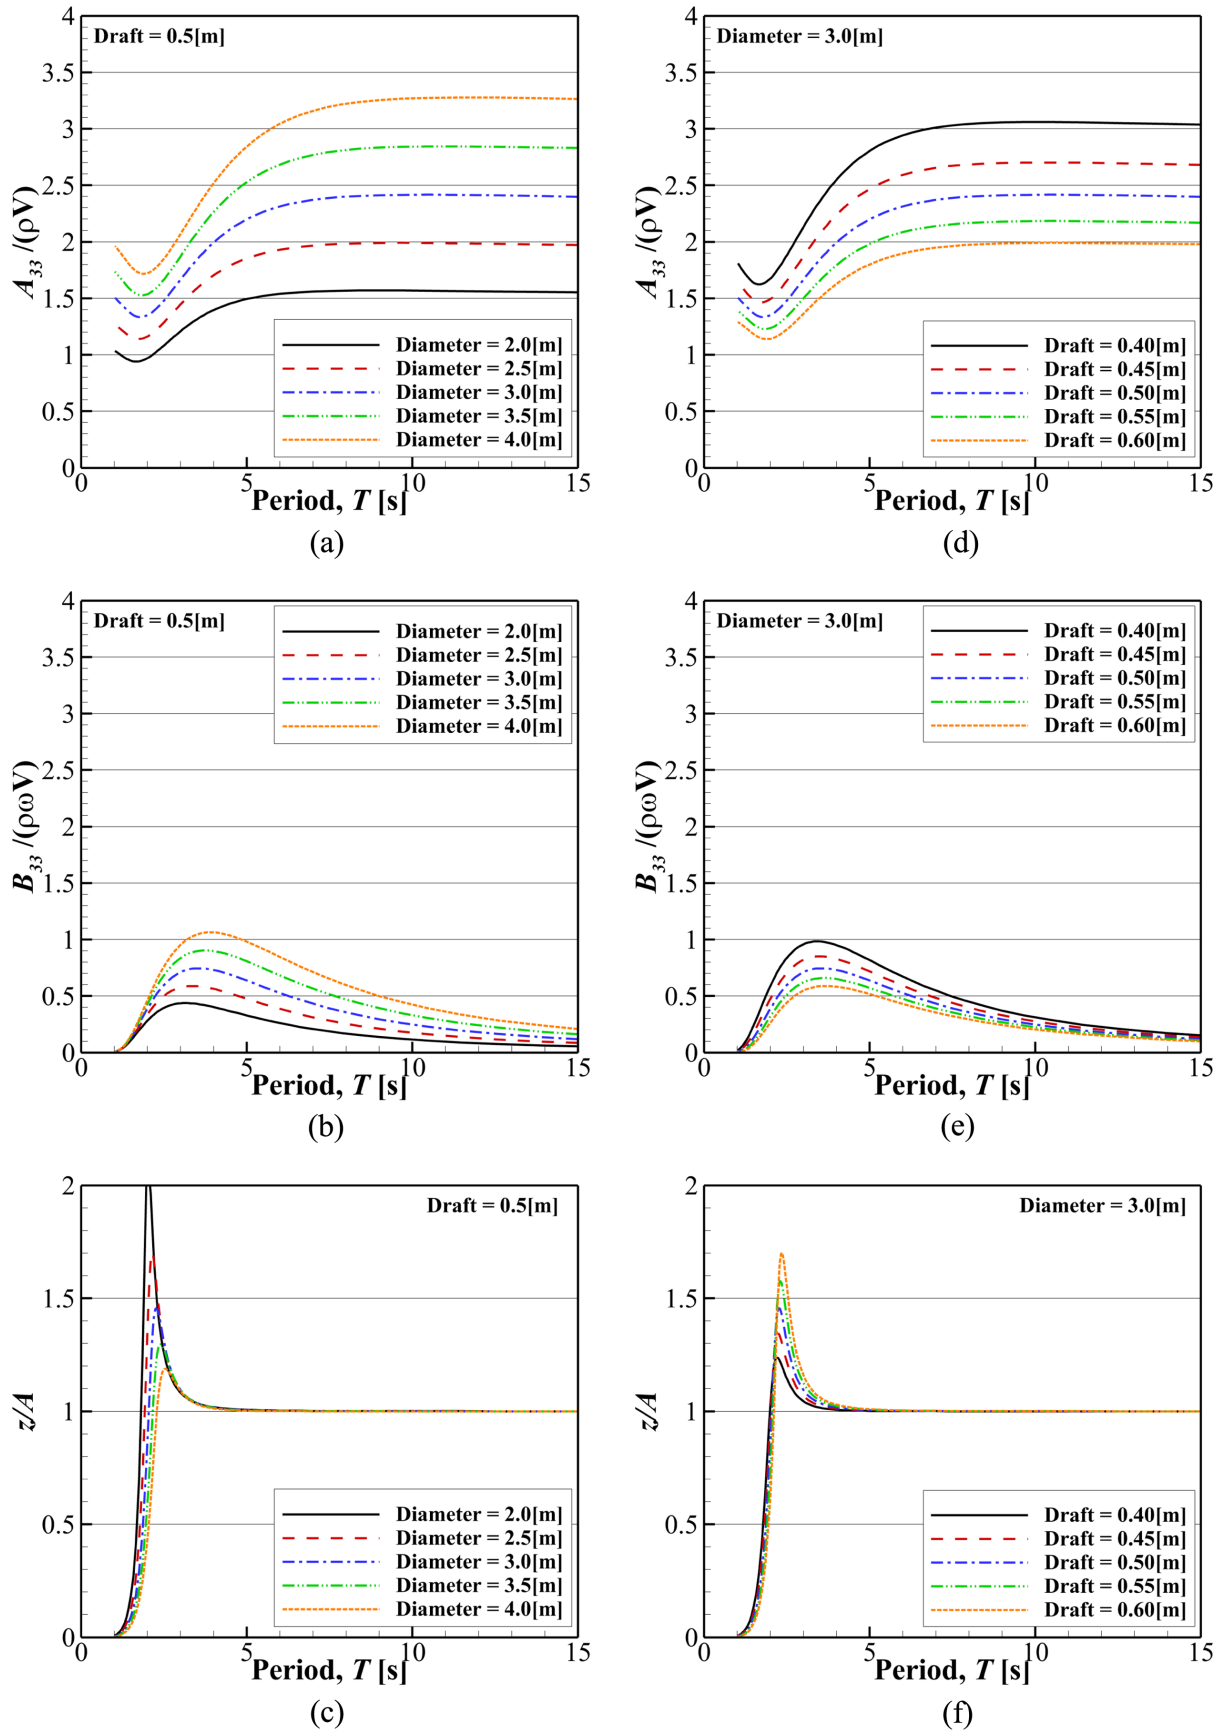 Draft = 0.5[m]
A33 /(ρV)
4
3.5
3
2.5
2
1.5
1
0.5
0
Diameter = 2.0[m]
Diameter = 2.5[m]
Diameter = 3.0[m]
Diameter = 3.5[m]
Diameter = 4.0[m]
0 5 10 15
Period, T [s]
(a)
Diameter = 3.0[m]
A33 /(ρV)
4
3.5
3
2.5
2
1.5
1
0.5
0
Draft = 0.40[m]
Draft = 0.45[m]
Draft = 0.50[m]
Draft = 0.55[m]
Draft = 0.60[m]
0 5 10 15
Period, T [s]
(d)
Draft = 0.5[m]
B33 /(ρωV)
4
3.5
3
2.5
2
1.5
1
0.5
0
Diameter = 2.0[m]
Diameter = 2.5[m]
Diameter = 3.0[m]
Diameter = 3.5[m]
Diameter = 4.0[m]
0 5 10 15
Period, T [s]
(b)
Diameter = 3.0[m]
B33 /(ρωV)
4
3.5
3
2.5
2
1.5
1
0.5
0
Draft = 0.40[m]
Draft = 0.45[m]
Draft = 0.50[m]
Draft = 0.55[m]
Draft = 0.60[m]
0 5 10 15
Period, T [s]
(e)
Draft = 0.5[m]
z/A
2
1.5
1
0.5
0
Diameter = 2.0[m]
Diameter = 2.5[m]
Diameter = 3.0[m]
Diameter = 3.5[m]
Diameter = 4.0[m]
0 5 10 15
Period, T [s]
(c)
Diameter = 3.0[m]
z/A
2
1.5
1
0.5
0
Draft = 0.40[m]
Draft = 0.45[m]
Draft = 0.50[m]
Draft = 0.55[m]
Draft = 0.60[m]
0 5 10 15
Period, T [s]
(f)